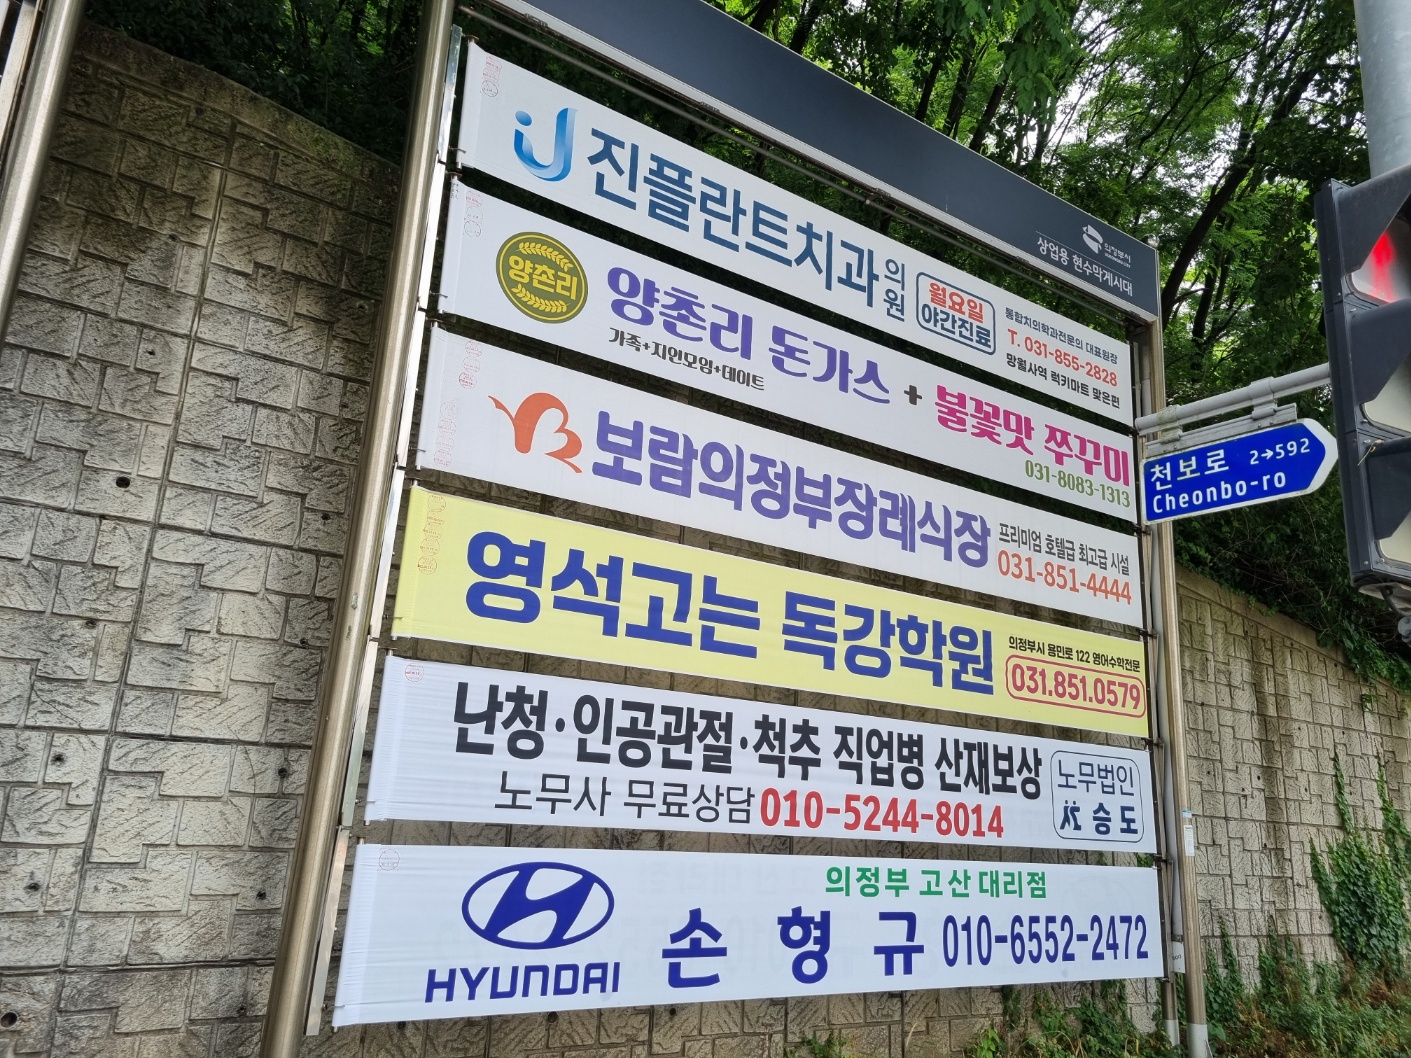 의정부시
상업용 현수막게시대
진플란트치과의원
월요일
야간진료
통합치의학과전문의 대표원장
T. 031-855-2828
망월사역 럭키마트 맞은편
양촌리
양촌리 돈가스 + 불꽃맛 쭈꾸미
가족+지인모임+데이트
031-8083-1313
보람의정부장례식장
프리미엄 호텔급 최고급 시설
031-851-4444
영석고는 독강학원
의정부시 용민로 122 영어수학전문
031.851.0579
난청·인공관절·척추 직업병 산재보상
노무사 무료상담 010-5244-8014
노무법인
승도
HYUNDAI
의정부 고산 대리점
손형규 010-6552-2472
천보로 2→592
Cheonbo-ro